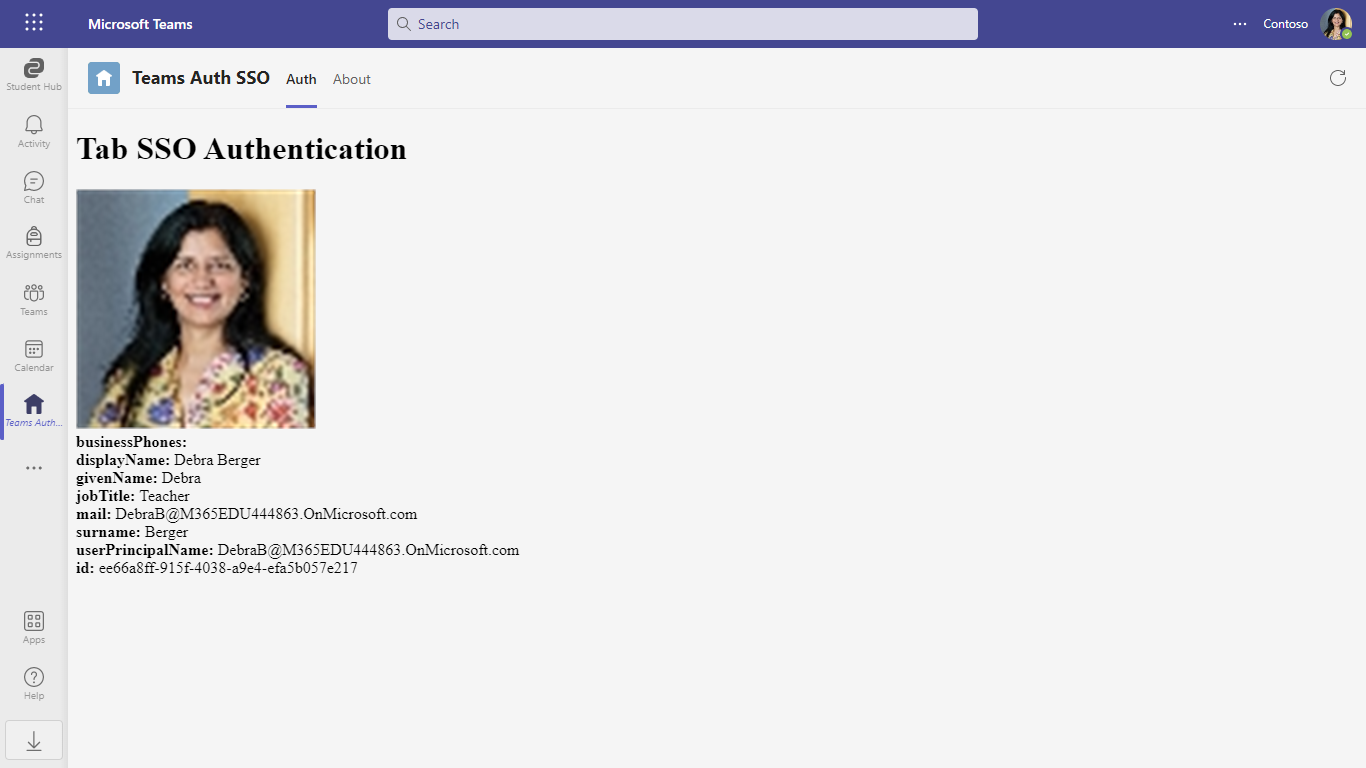 Microsoft Teams
Search
Contoso
Student Hub
Activity
Chat
Assignments
Teams
Calendar
Teams Auth...
Apps
Help
Teams Auth SSO
Auth
About
Tab SSO Authentication
businessPhones:
displayName: Debra Berger
givenName: Debra
jobTitle: Teacher
mail: DebraB@M365EDU444863.OnMicrosoft.com
surname: Berger
userPrincipalName: DebraB@M365EDU444863.OnMicrosoft.com
id: ee66a8ff-915f-4038-a9e4-efa5b057e217